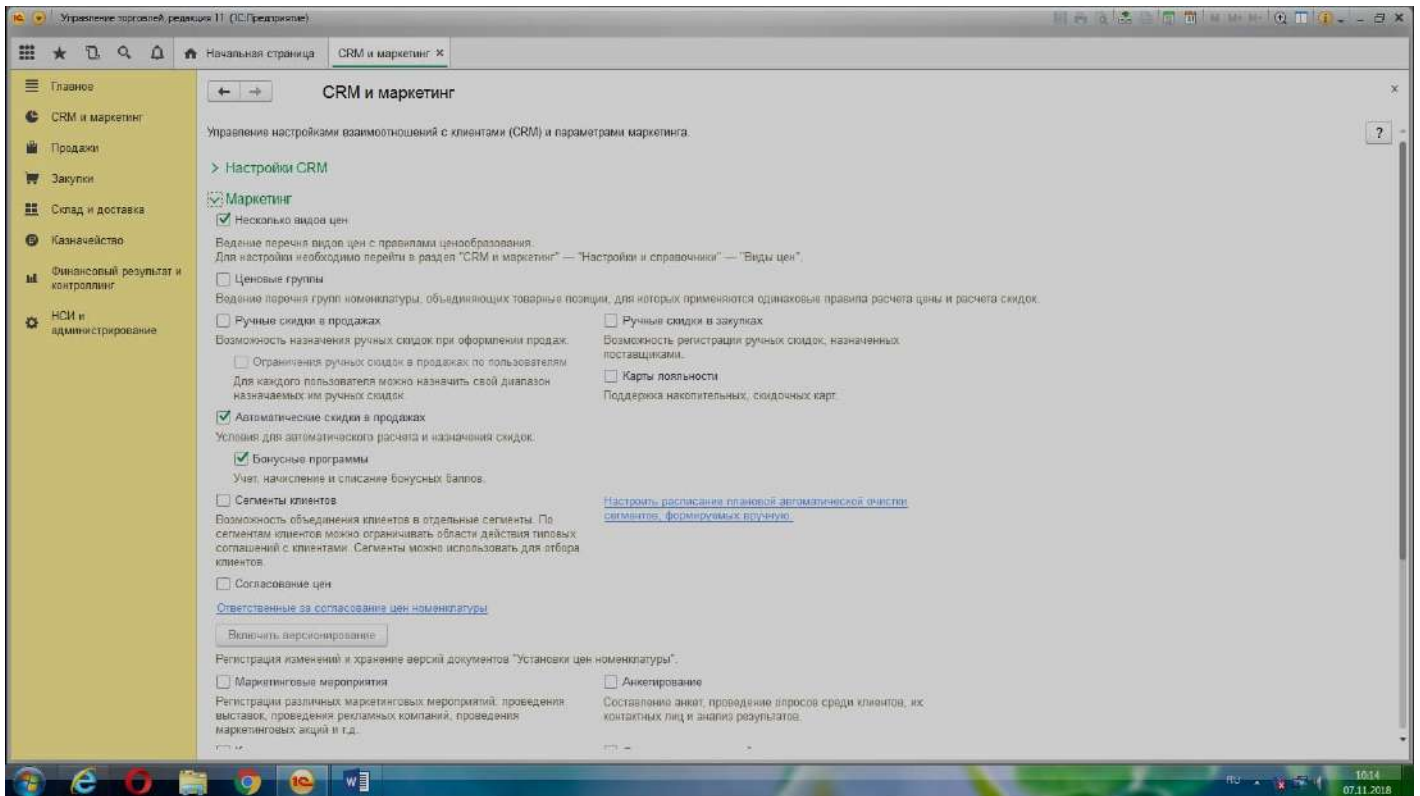 Управление торговлей, редакция 11 (1С:Предприятие)
Начальная страница
CRM и маркетинг ×
Главное
CRM и маркетинг
Продажи
Закупки
Склад и доставка
Казначейство
Финансовый результат и
контроллинг
НСИ и
администрирование
CRM и маркетинг
Управление настройками взаимоотношений с клиентами (CRM) и параметрами маркетинга.
?
Настройки CRM
Маркетинг
Несколько видов цен
Ведение перечня видов цен с правилами ценообразования.
Для настройки необходимо перейти в раздел "CRM и маркетинг" — "Настройки и справочники" — "Виды цен".
Ценовые группы
Ведение перечня групп номенклатуры, объединяющих товарные позиции, для которых применяются одинаковые правила расчета цены и расчета скидок.
Ручные скидки в продажах
Возможность назначения ручных скидок при оформлении продаж.
Ограничения ручных скидок в продажах по пользователям
Для каждого пользователя можно назначить свой диапазон
назначаемых им ручных скидок
Ручные скидки в закупках
Возможность регистрации ручных скидок, назначенных
поставщиками.
Карты лояльности
Поддержка накопительных, скидочных карт.
Автоматические скидки в продажах
Условия для автоматического расчета и назначения скидок.
Бонусные программы
Учет, начисление и списание бонусных баллов.
Сегменты клиентов
Возможность объединения клиентов в отдельные сегменты. По
сегментам клиентов можно ограничивать области действия типовых
соглашений с клиентами. Сегменты можно использовать для отбора
клиентов.
Настроить расписание плановой автоматической очистки
сегментов, формируемых вручную.
Согласование цен
Ответственные за согласование цен номенклатуры
Включить версионирование
Регистрация изменений и хранение версий документов "Установки цен номенклатуры".
Маркетинговые мероприятия
Регистрации различных маркетинговых мероприятий: проведения
выставок, проведения рекламных компаний, проведения
маркетинговых акций и т.д.
Анкетирование
Составление анкет, проведение опросов среди клиентов, их
контактных лиц и анализ результатов.
RU
10:14
07.11.2018